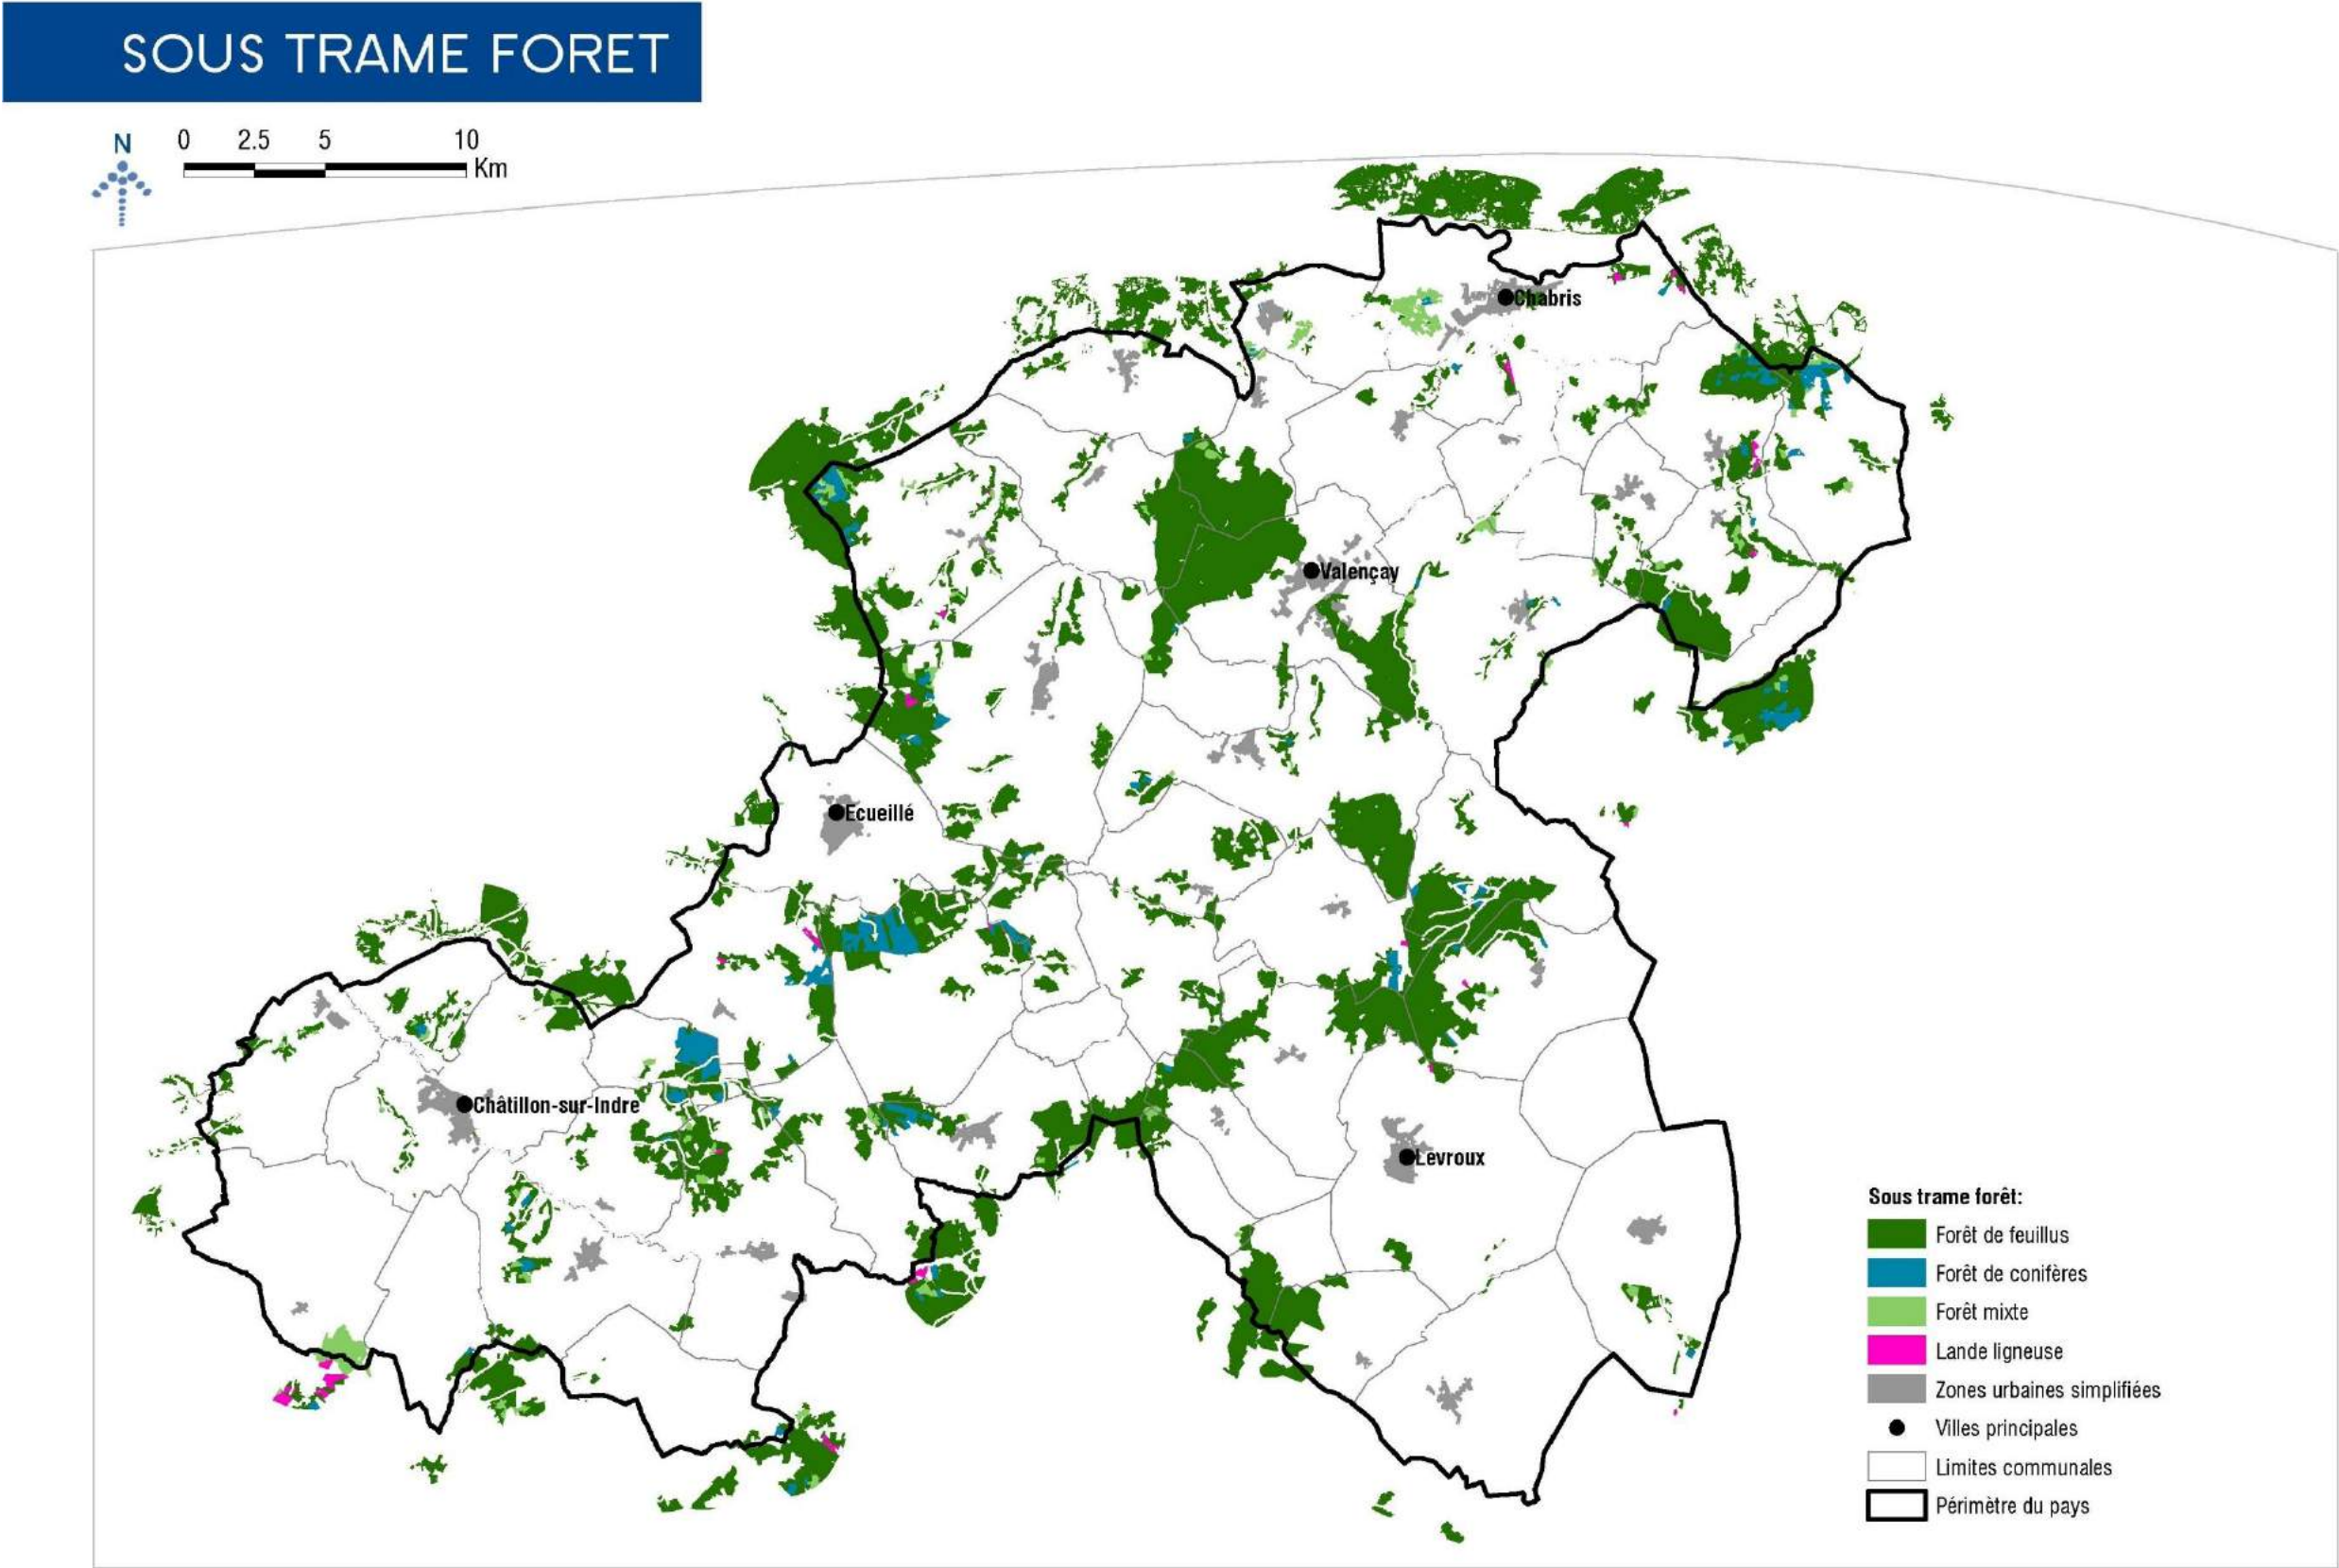 SOUS TRAME FORET
N
0 2.5 5 10
Km
Chabris
Valençay
Ecueillé
Châtillon-sur-Indre
Levroux
Sous trame forêt:
Forêt de feuillus
Forêt de conifères
Forêt mixte
Lande ligneuse
Zones urbaines simplifiées
Villes principales
Limites communales
Périmètre du pays